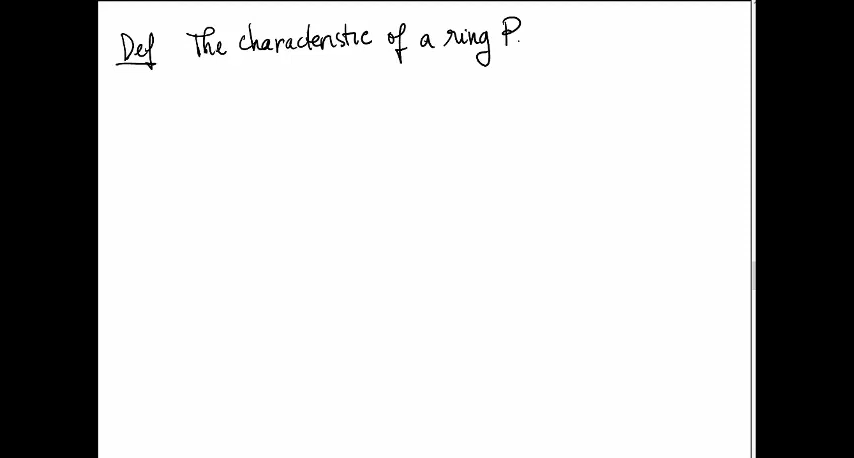 Def The characteristic of a ring P.